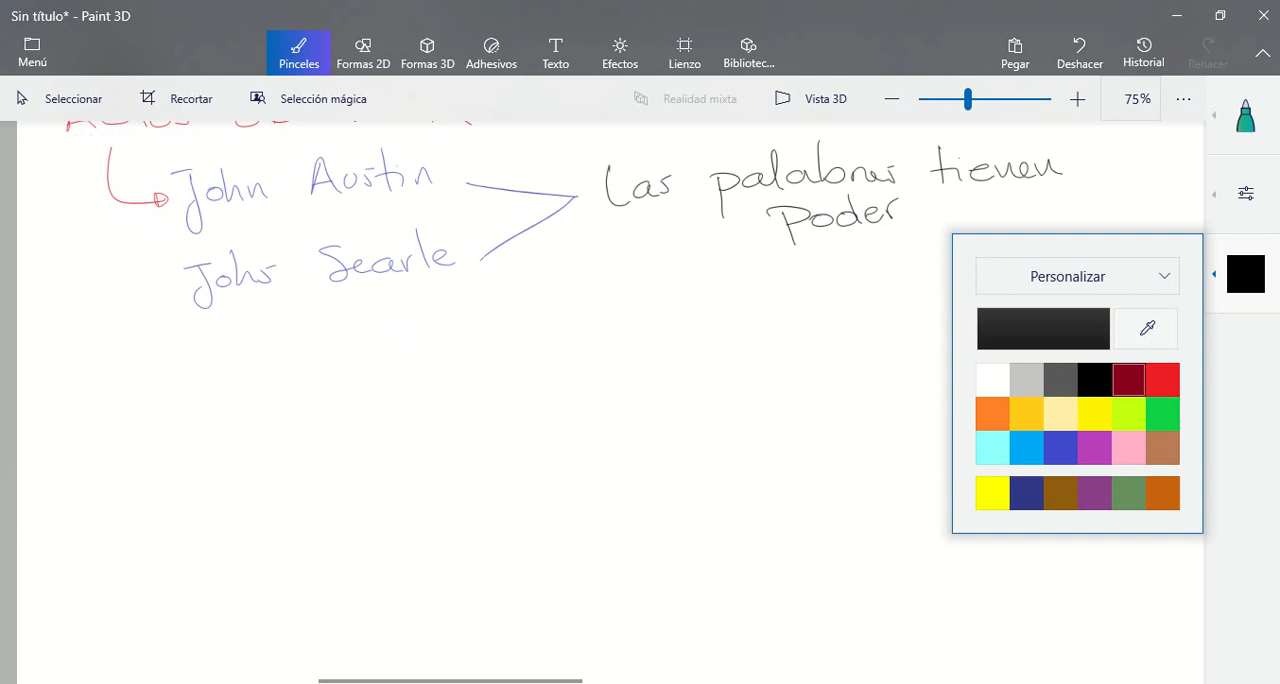 Sin título* - Paint 3D
Menú
Pinceles
Formas 2D
Formas 3D
Adhesivos
Texto
Efectos
Lienzo
Bibliotec...
Pegar
Deshacer
Historial
Rehacer
Seleccionar
Recortar
Selección mágica
Realidad mixta
Vista 3D
75%
John Austin
John Searle
Las palabras tienen
Poder
Personalizar